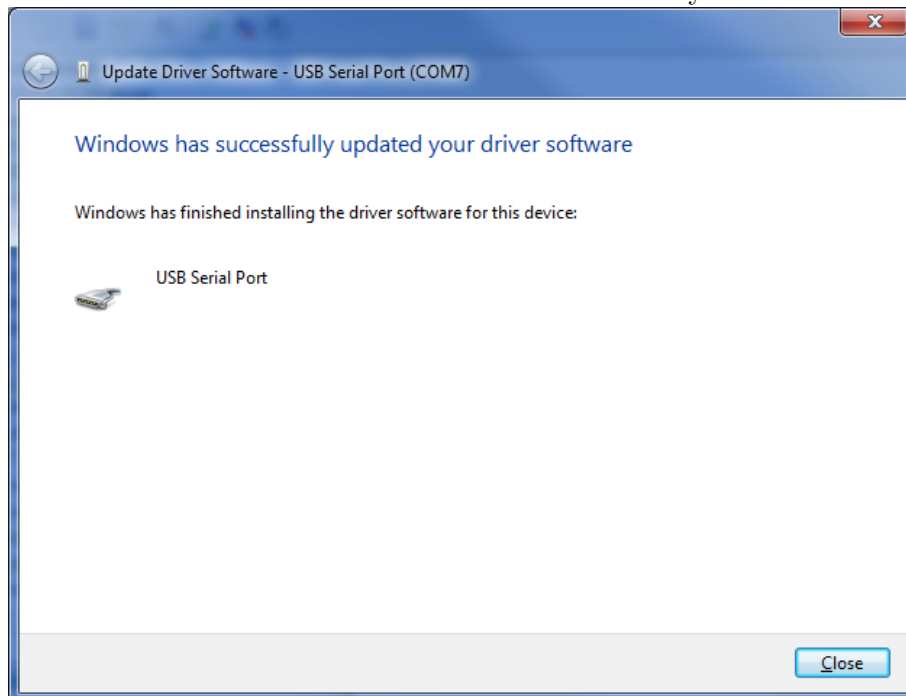 Update Driver Software - USB Serial Port (COM7)
Windows has successfully updated your driver software
Windows has finished installing the driver software for this device:
USB Serial Port
Close